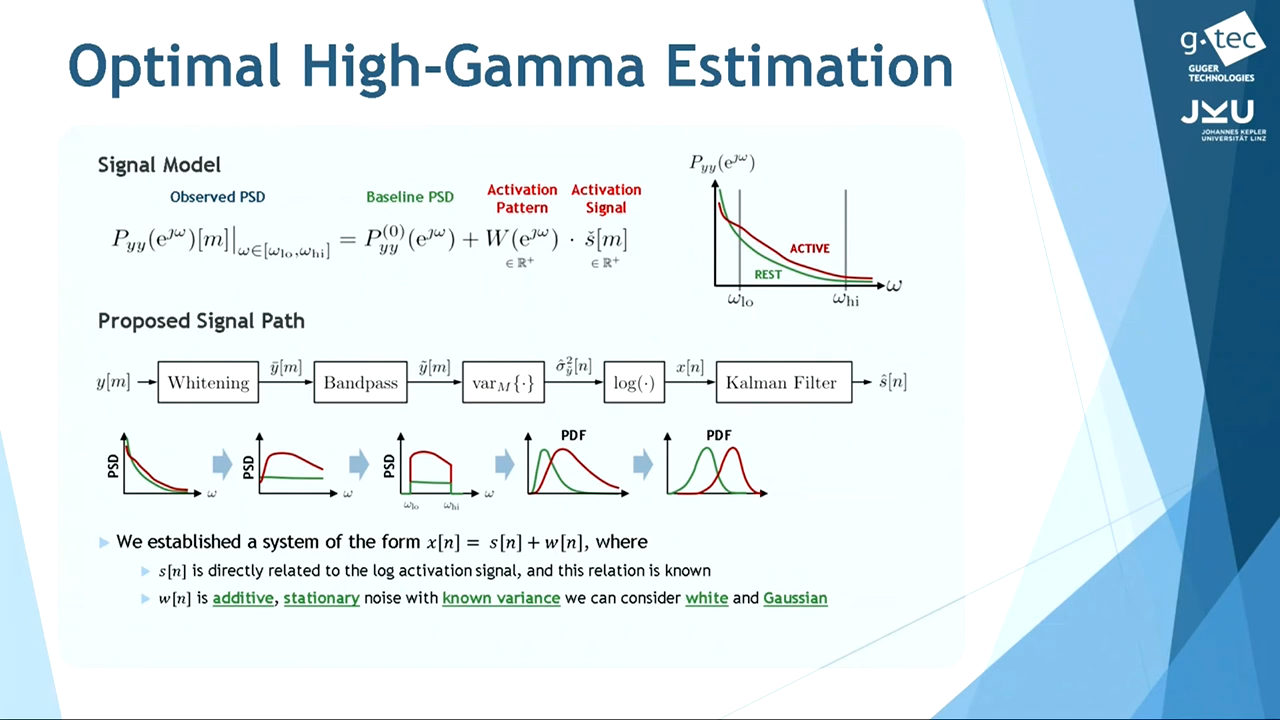 Optimal High-Gamma Estimation
g.tec
GUGER
TECHNOLOGIES
JKU
JOHANNES KEPLER
UNIVERSITÄT LINZ
Signal Model
Observed PSD
Baseline PSD
Activation Pattern
Activation Signal
P_yy(e^{jω})[m]|_{ω∈[ω_lo,ω_hi]} = P_yy^{(0)}(e^{jω}) + W(e^{jω}) · š[m]
∈ ℝ⁺ ∈ ℝ⁺
P_yy(e^{jω})
ACTIVE
REST
ω
ω_lo ω_hi
Proposed Signal Path
y[m] Whitening ȳ[m] Bandpass ỹ[m] var_M{·} σ̂²_ỹ[n] log(·) x[n] Kalman Filter ŝ[n]
PSD ω PSD ω PSD ω_lo ω_hi ω PDF PDF
We established a system of the form x[n] = s[n] + w[n], where
s[n] is directly related to the log activation signal, and this relation is known
w[n] is additive, stationary noise with known variance we can consider white and Gaussian